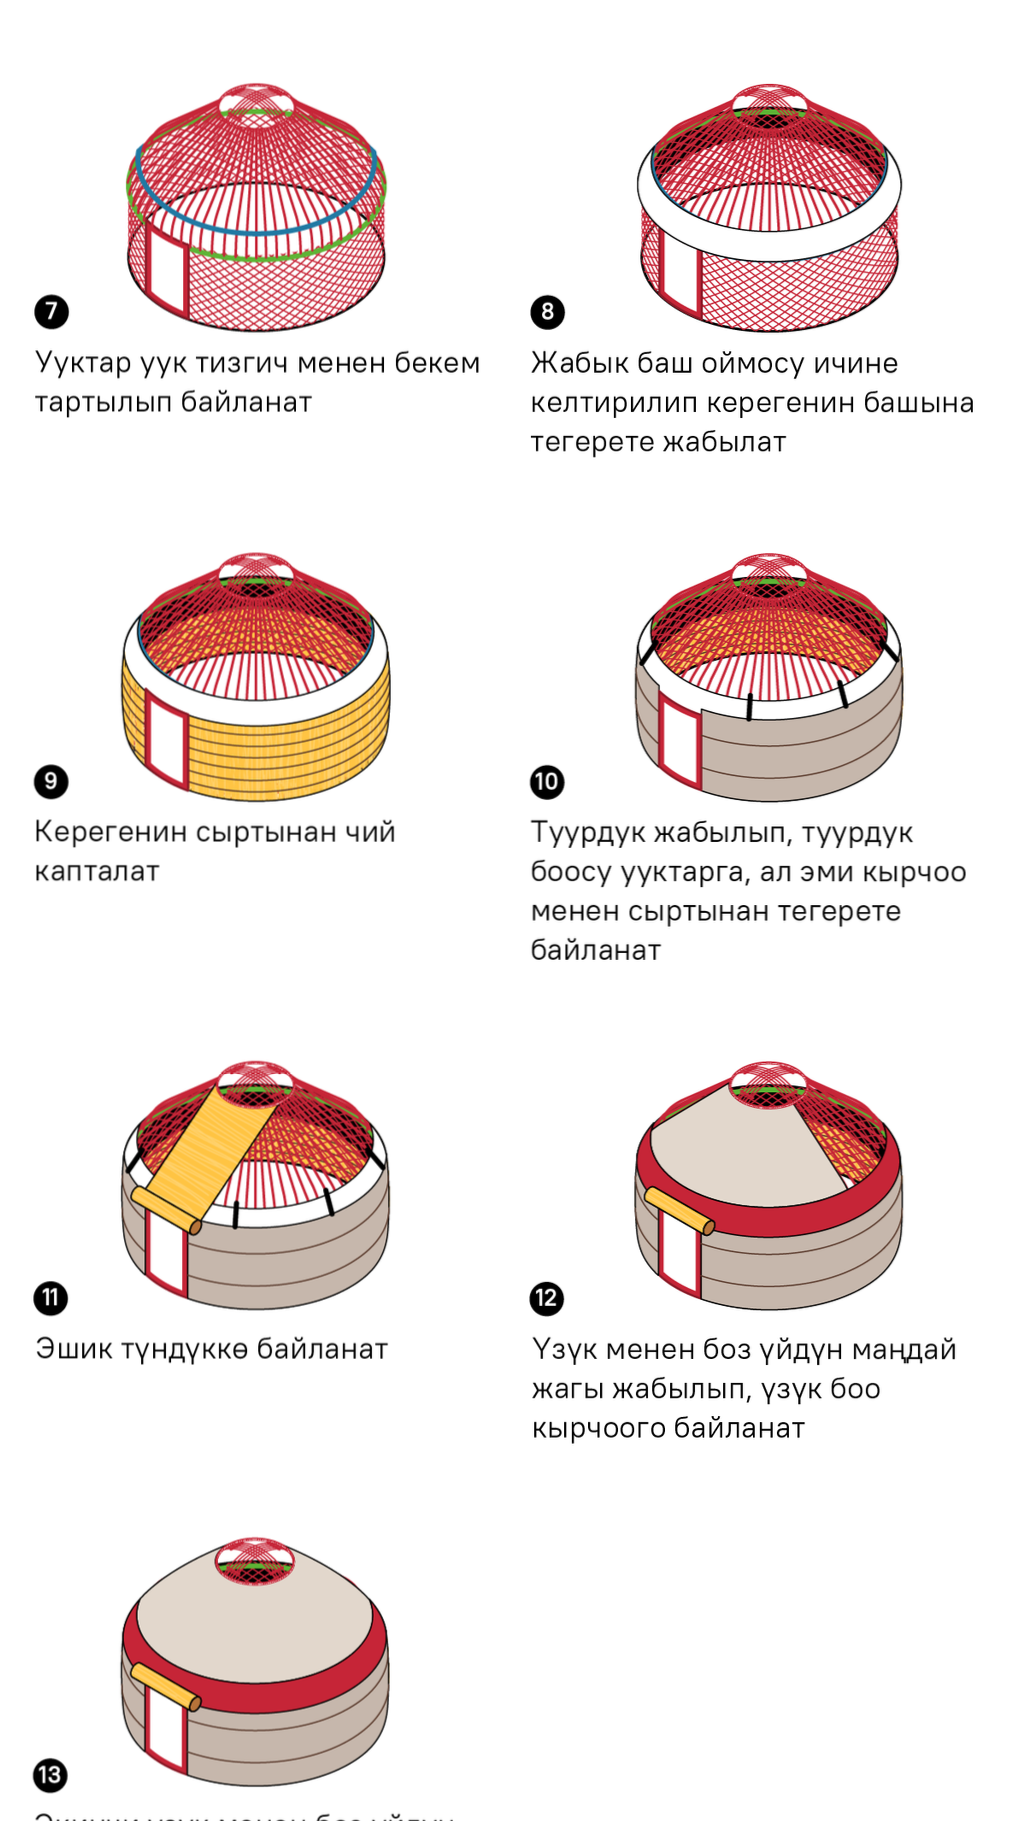 7
Ууктар уук тизгич менен бекем
тартылып байланат
8
Жабык баш оймосу ичине
келтирилип керегенин башына
тегерете жабылат
9
Керегенин сыртынан чий
капталат
10
Туурдук жабылып, туурдук
боосу ууктарга, ал эми кырчоо
менен сыртынан тегерете
байланат
11
Эшик түндүккө байланат
12
Үзүк менен боз үйдүн маңдай
жагы жабылып, үзүк боо
кырчоого байланат
13